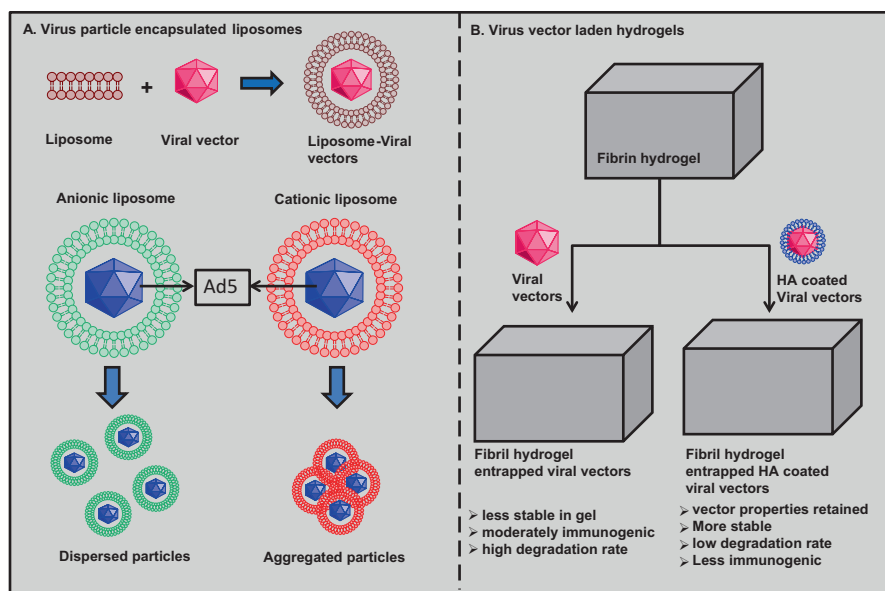 A. Virus particle encapsulated liposomes
+
Liposome
Viral vector
Liposome-Viral
vectors
Anionic liposome
Cationic liposome
Ad5
Dispersed particles
Aggregated particles
B. Virus vector laden hydrogels
Fibrin hydrogel
Viral
vectors
HA coated
Viral vectors
Fibril hydrogel
entrapped viral vectors
➢ less stable in gel
➢ moderately immunogenic
➢ high degradation rate
Fibril hydrogel
entrapped HA coated
viral vectors
➢ vector properties retained
➢ More stable
➢ low degradation rate
➢ Less immunogenic